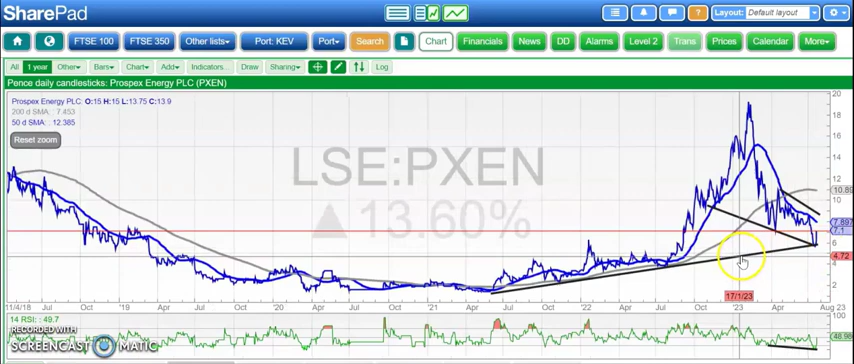 SharePad
Layout: Default layout
FTSE 100 FTSE 350 Other lists Port: KEV Port Search Chart Financials News DD Alarms Level 2 Trans Prices Calendar More
All 1 year Other Bars Chart Add Indicators.. Draw Sharing Log
Pence daily candlesticks: Prospex Energy PLC (PXEN)
Prospex Energy PLC: O:15 H:15 L:13.75 C:13.9
200 d SMA: : 7.453
50 d SMA: : 12.385
Reset zoom
LSE:PXEN
▲13.60%
20
18
16
14
12
10.89
10
7.897
7.1
6
4.72
2
17/1/23
11/4/18 Jul Oct '19 Apr Jul Oct '20 Apr Jul Oct '21 Apr Jul Oct '22 Apr Jul Oct '23 Apr Aug 23
14 RSI: : 49.7
100
48.98
0
RECORDED WITH
SCREENCAST MATIC